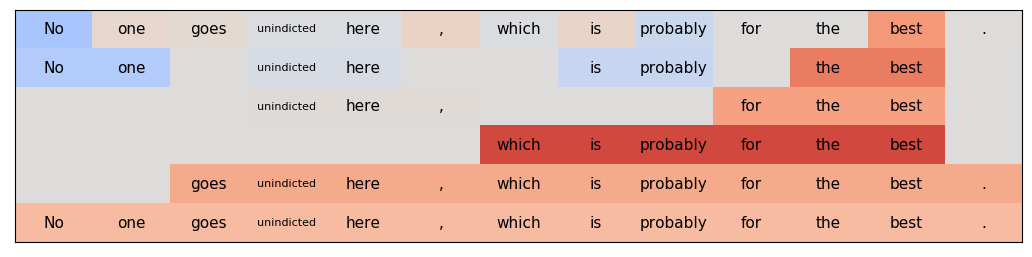 No one goes unindicted here , which is probably for the best .
No one unindicted here is probably the best
unindicted here , for the best
which is probably for the best
goes unindicted here , which is probably for the best .
No one goes unindicted here , which is probably for the best .